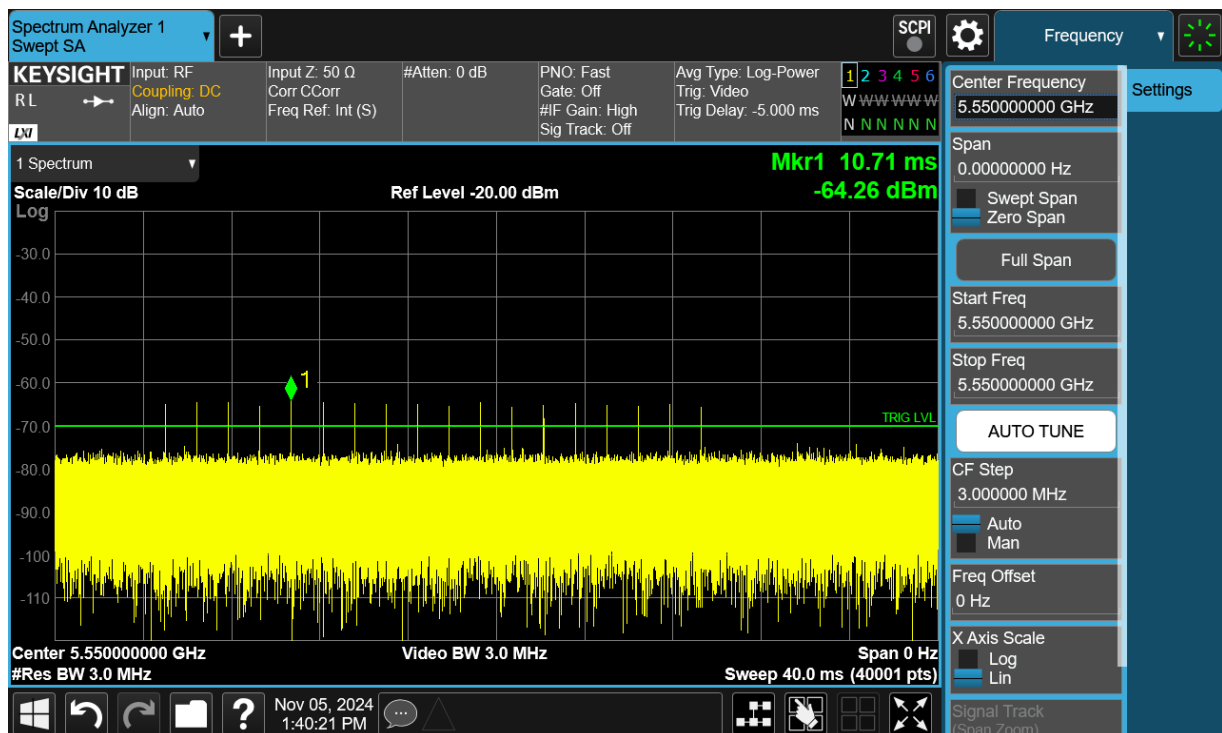 Spectrum Analyzer 1
Swept SA
+
SCPI
Frequency
KEYSIGHT
RL
LXI
Input: RF
Coupling: DC
Align: Auto
Input Z: 50 Ω
Corr CCorr
Freq Ref: Int (S)
#Atten: 0 dB
PNO: Fast
Gate: Off
#IF Gain: High
Sig Track: Off
Avg Type: Log-Power
Trig: Video
Trig Delay: -5.000 ms
1 2 3 4 5 6
W W W W W W
N N N N N N
1 Spectrum
Mkr1 10.71 ms
-64.26 dBm
Scale/Div 10 dB
Ref Level -20.00 dBm
Log
-30.0
-40.0
-50.0
-60.0
-70.0
-80.0
-90.0
-100
-110
1
TRIG LVL
Center 5.550000000 GHz
#Res BW 3.0 MHz
Video BW 3.0 MHz
Span 0 Hz
Sweep 40.0 ms (40001 pts)
Center Frequency
5.550000000 GHz
Span
0.00000000 Hz
Swept Span
Zero Span
Full Span
Start Freq
5.550000000 GHz
Stop Freq
5.550000000 GHz
AUTO TUNE
CF Step
3.000000 MHz
Auto
Man
Freq Offset
0 Hz
X Axis Scale
Log
Lin
Signal Track
(Span Zoom)
Settings
?
Nov 05, 2024
1:40:21 PM